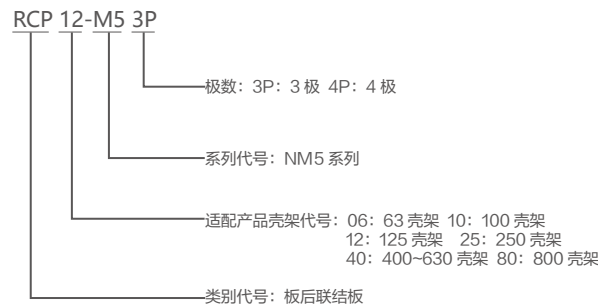 RCP 12-M5 3P
极数：3P：3 极 4P：4 极
系列代号：NM5 系列
适配产品壳架代号：06：63 壳架 10：100 壳架
12：125 壳架 25：250 壳架
40：400~630 壳架 80：800 壳架
类别代号：板后联结板